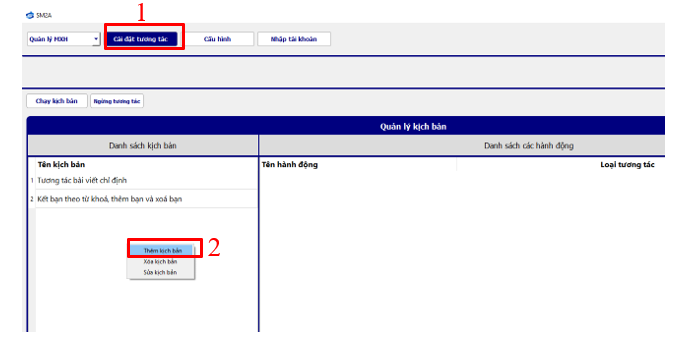 SM2A
1
Quản lý MXH Cài đặt tương tác Cấu hình Nhập tài khoản
Chạy kịch bản Ngừng tương tác
Quản lý kịch bản
Danh sách kịch bản Danh sách các hành động
Tên kịch bản Tên hành động Loại tương tác
1 Tương tác bài viết chỉ định
2 Kết bạn theo từ khoá, thêm bạn và xoá bạn
Thêm kịch bản 2
Xóa kịch bản
Sửa kịch bản